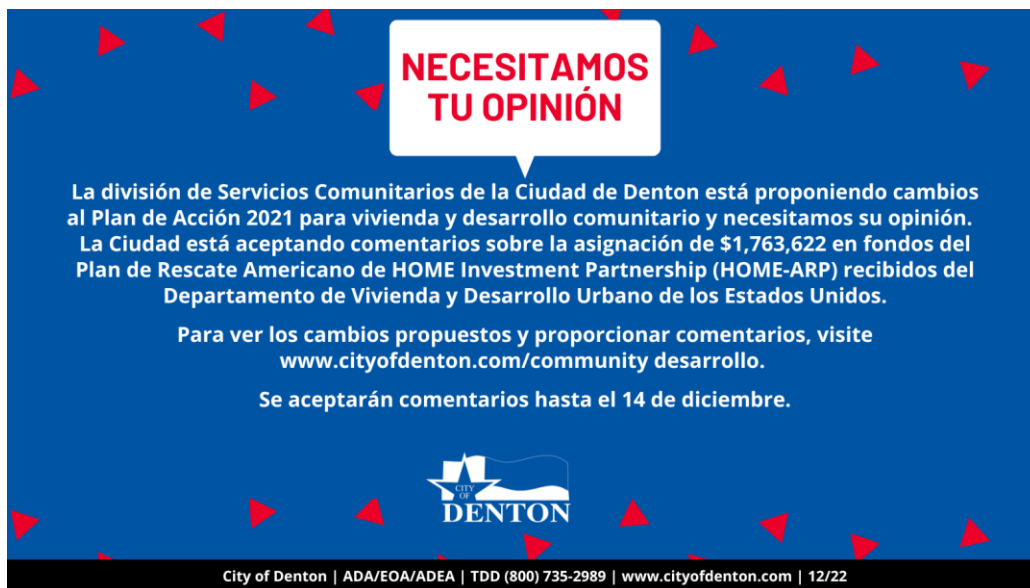 NECESITAMOS
TU OPINIÓN
La división de Servicios Comunitarios de la Ciudad de Denton está proponiendo cambios
al Plan de Acción 2021 para vivienda y desarrollo comunitario y necesitamos su opinión.
La Ciudad está aceptando comentarios sobre la asignación de $1,763,622 en fondos del
Plan de Rescate Americano de HOME Investment Partnership (HOME-ARP) recibidos del
Departamento de Vivienda y Desarrollo Urbano de los Estados Unidos.
Para ver los cambios propuestos y proporcionar comentarios, visite
www.cityofdenton.com/community desarrollo.
Se aceptarán comentarios hasta el 14 de diciembre.
CITY
OF
DENTON
City of Denton | ADA/EOA/ADEA | TDD (800) 735-2989 | www.cityofdenton.com | 12/22